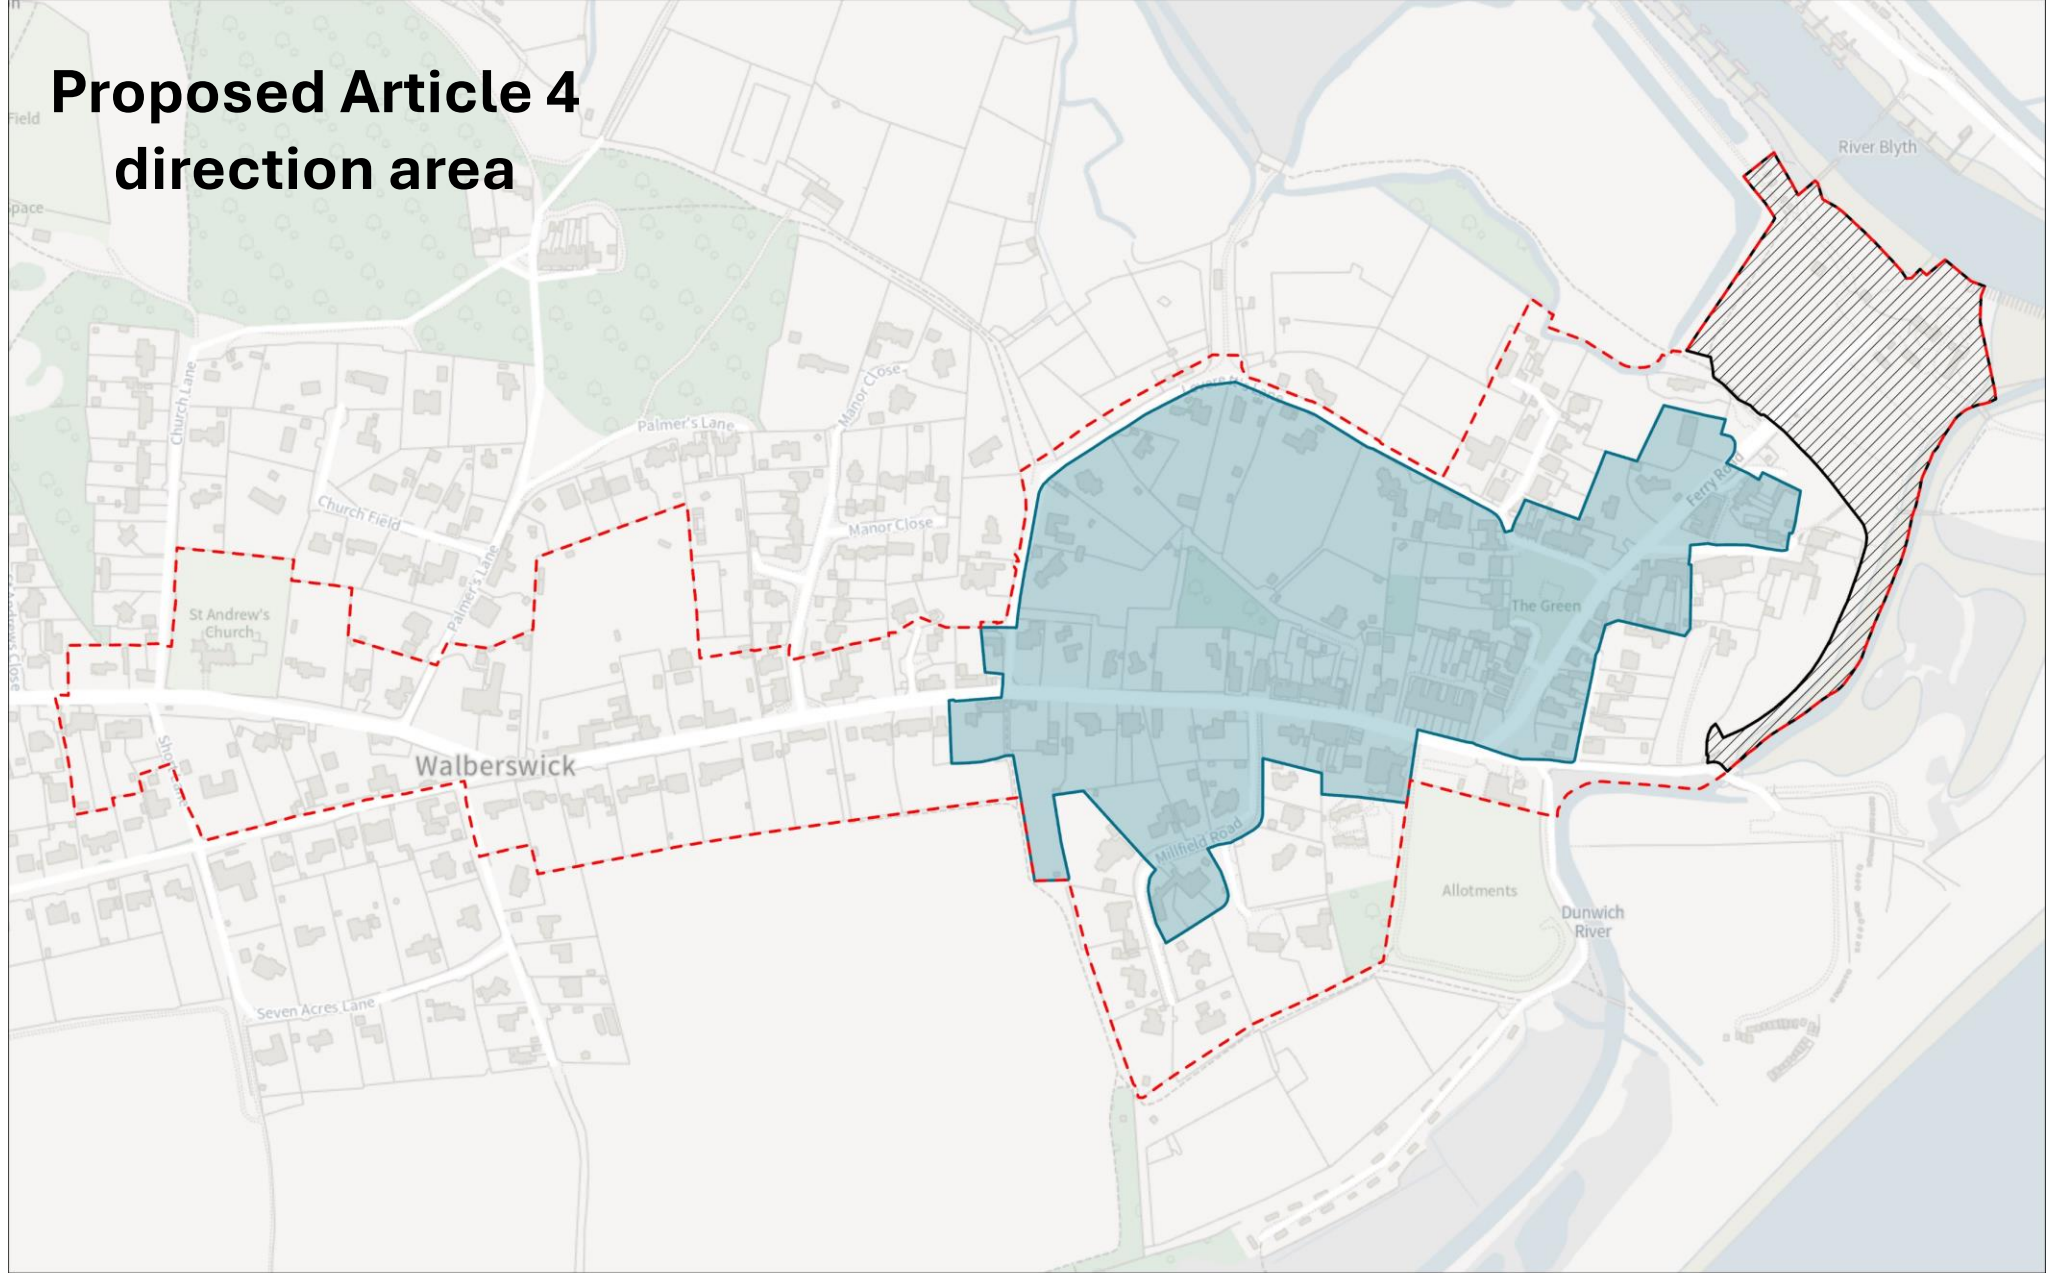 Proposed Article 4
direction area
Field
pace
River Blyth
Church Lane
Manor Close
Palmer's Lane
Church Field
Manor Close
Ferry Road
Palmer's Lane
The Green
St Andrew's
Church
Walberswick
Millfield Road
Allotments
Dunwich
River
Seven Acres Lane